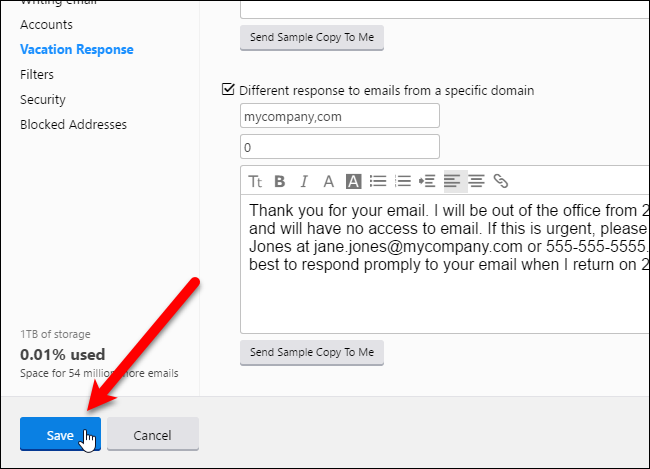 Accounts
Vacation Response
Filters
Security
Blocked Addresses
1TB of storage
0.01% used
Space for 54 million more emails
Send Sample Copy To Me
Different response to emails from a specific domain
mycompany,com
0
Tt B I A A
Thank you for your email. I will be out of the office from 2
and will have no access to email. If this is urgent, please
Jones at jane.jones@mycompany.com or 555-555-5555.
best to respond promply to your email when I return on 2
Send Sample Copy To Me
Save
Cancel